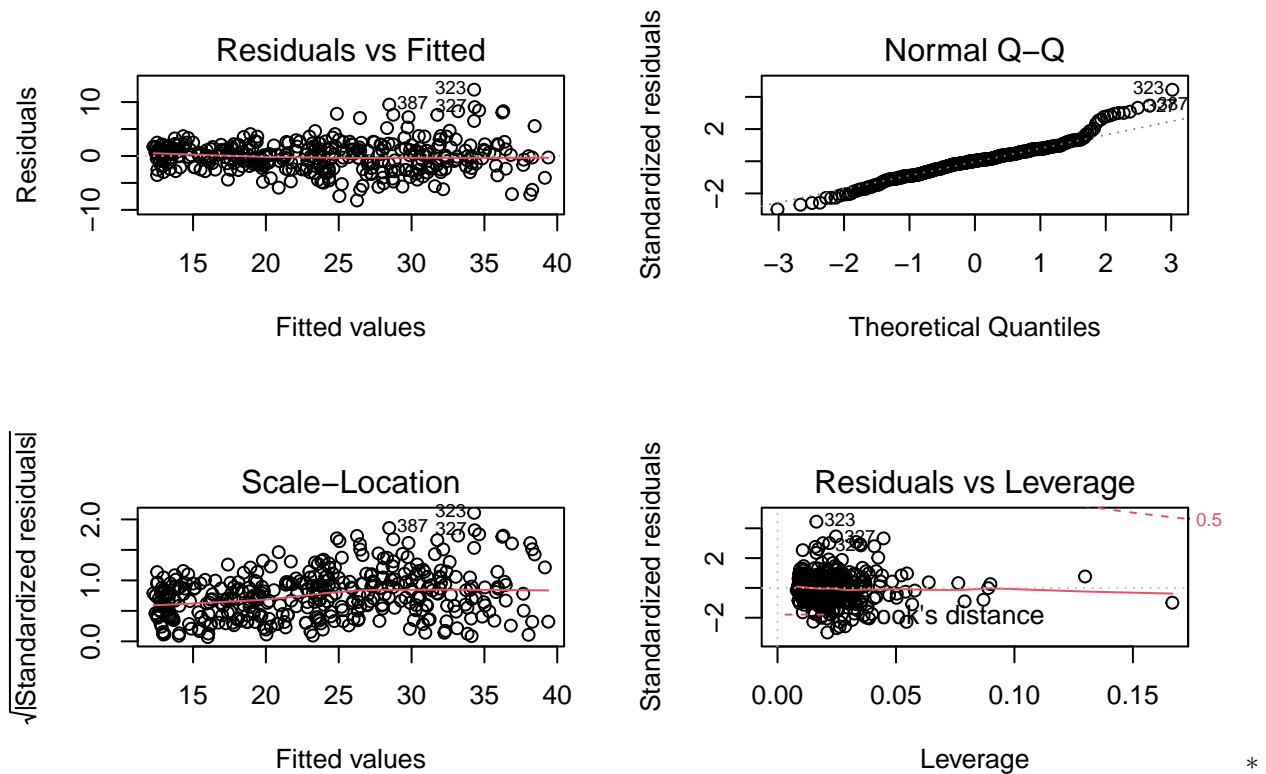 Residuals vs Fitted
Residuals
10
0
−10
323
387
327
15 20 25 30 35 40
Fitted values
Normal Q−Q
Standardized residuals
2
−2
323
387
327
−3 −2 −1 0 1 2 3
Theoretical Quantiles
Scale−Location
√|Standardized residuals|
2.0
1.0
0.0
323
387
327
15 20 25 30 35 40
Fitted values
Residuals vs Leverage
Standardized residuals
2
−2
323
327
0.5
Cook's distance
0.00 0.05 0.10 0.15
Leverage
*